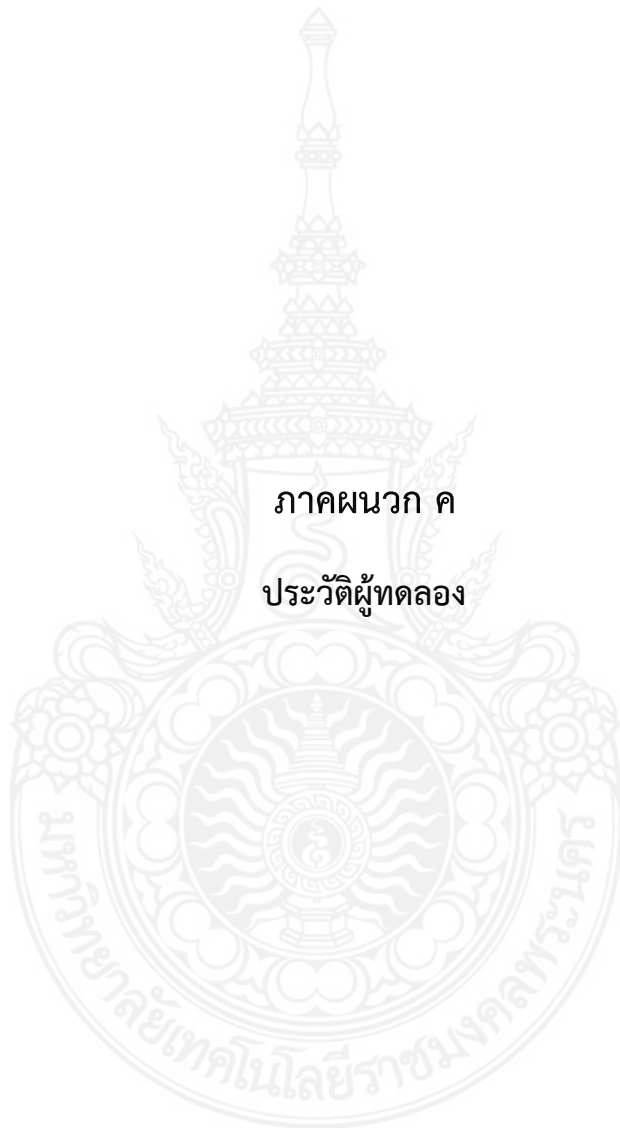 ภาคผนวก ค
ประวัติผู้ทดลอง
มหาวิทยาลัยเทคโนโลยีราชมงคลพระนคร